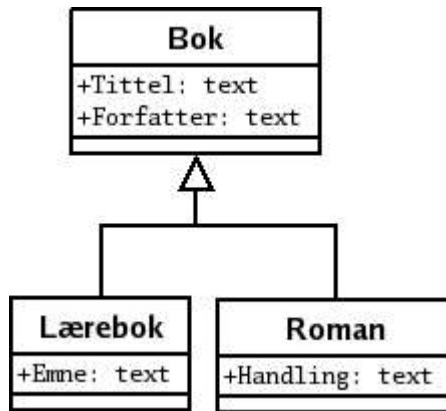 Bok
+Tittel: text
+Forfatter: text
Lærebok
+Emne: text
Roman
+Handling: text